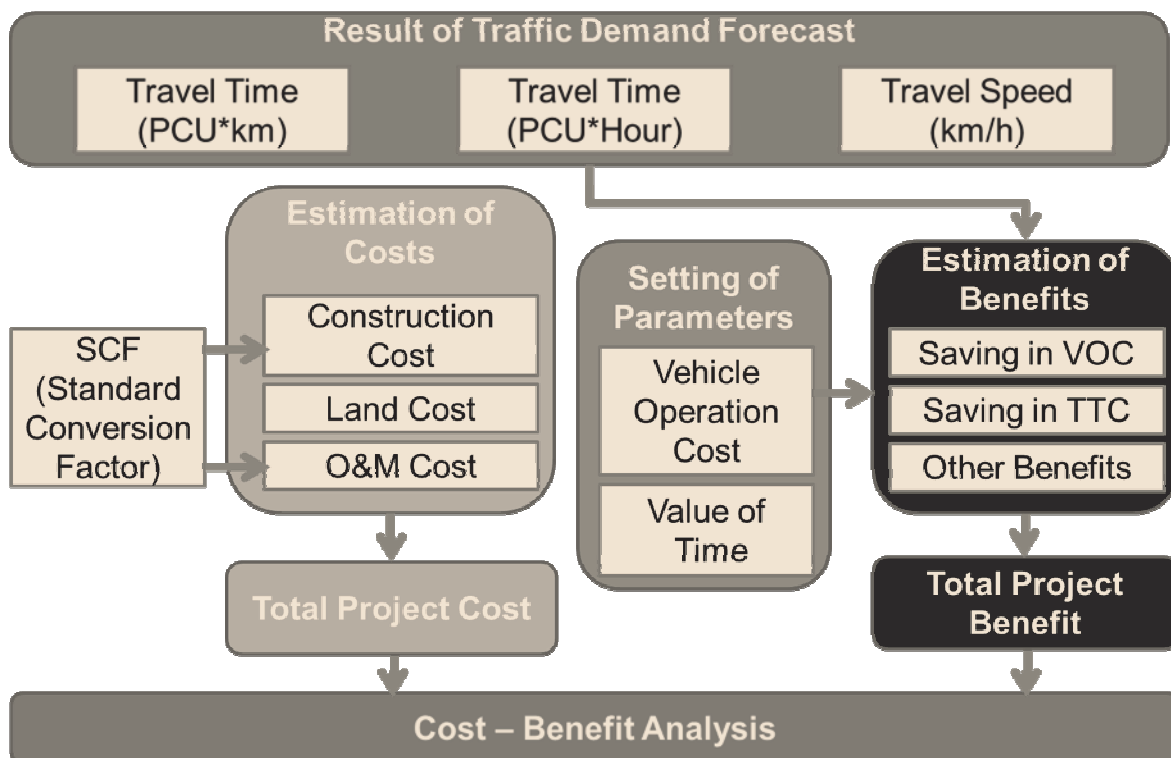 Result of Traffic Demand Forecast
Travel Time
(PCU*km)
Travel Time
(PCU*Hour)
Travel Speed
(km/h)
Estimation of
Costs
Construction
Cost
Land Cost
O&M Cost
SCF
(Standard
Conversion
Factor)
Setting of
Parameters
Vehicle
Operation
Cost
Value of
Time
Estimation of
Benefits
Saving in VOC
Saving in TTC
Other Benefits
Total Project Cost
Total Project
Benefit
Cost – Benefit Analysis